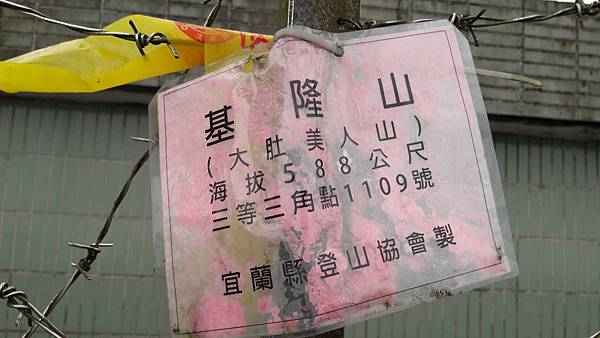 基隆山
(大肚美人山)
海拔588公尺
三等三角點1109號
宜蘭縣登山協會製